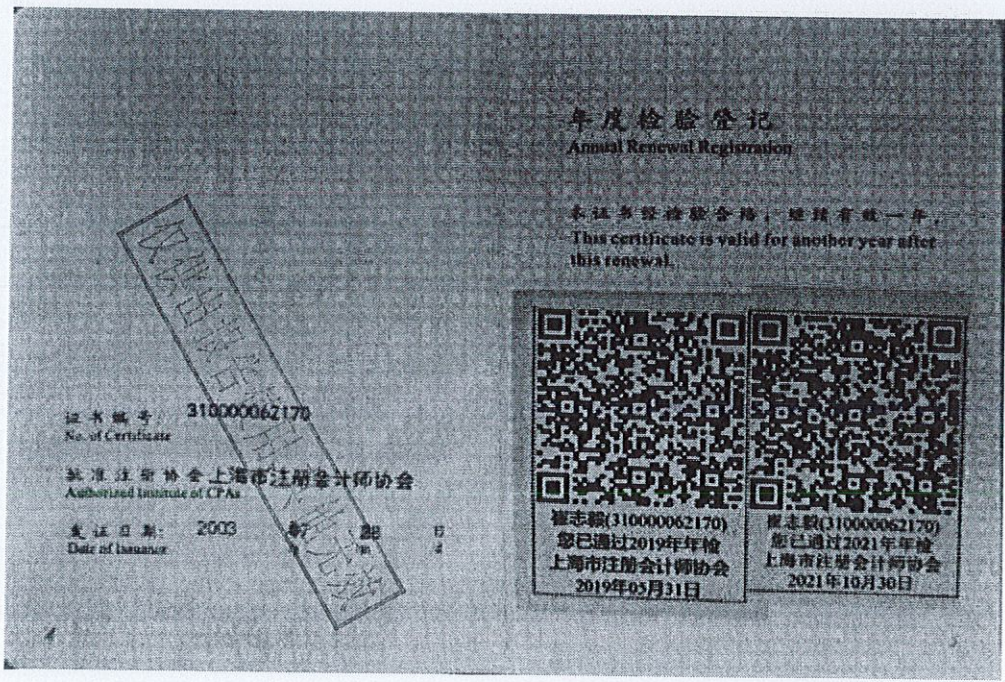 证书编号: 310000062170
No. of Certificate
批准注册协会 上海市注册会计师协会
Authorized Institute of CPAs
发证日期: 2003
Date of Issuance
年度检验登记
Annual Renewal Registration
本证书经检验合格，继续有效一年。
This certificate is valid for another year after
this renewal.
崔志毅(310000062170)
您已通过2019年年检
上海市注册会计师协会
2019年05月31日
崔志毅(310000062170)
您已通过2021年年检
上海市注册会计师协会
2021年10月30日
4
5